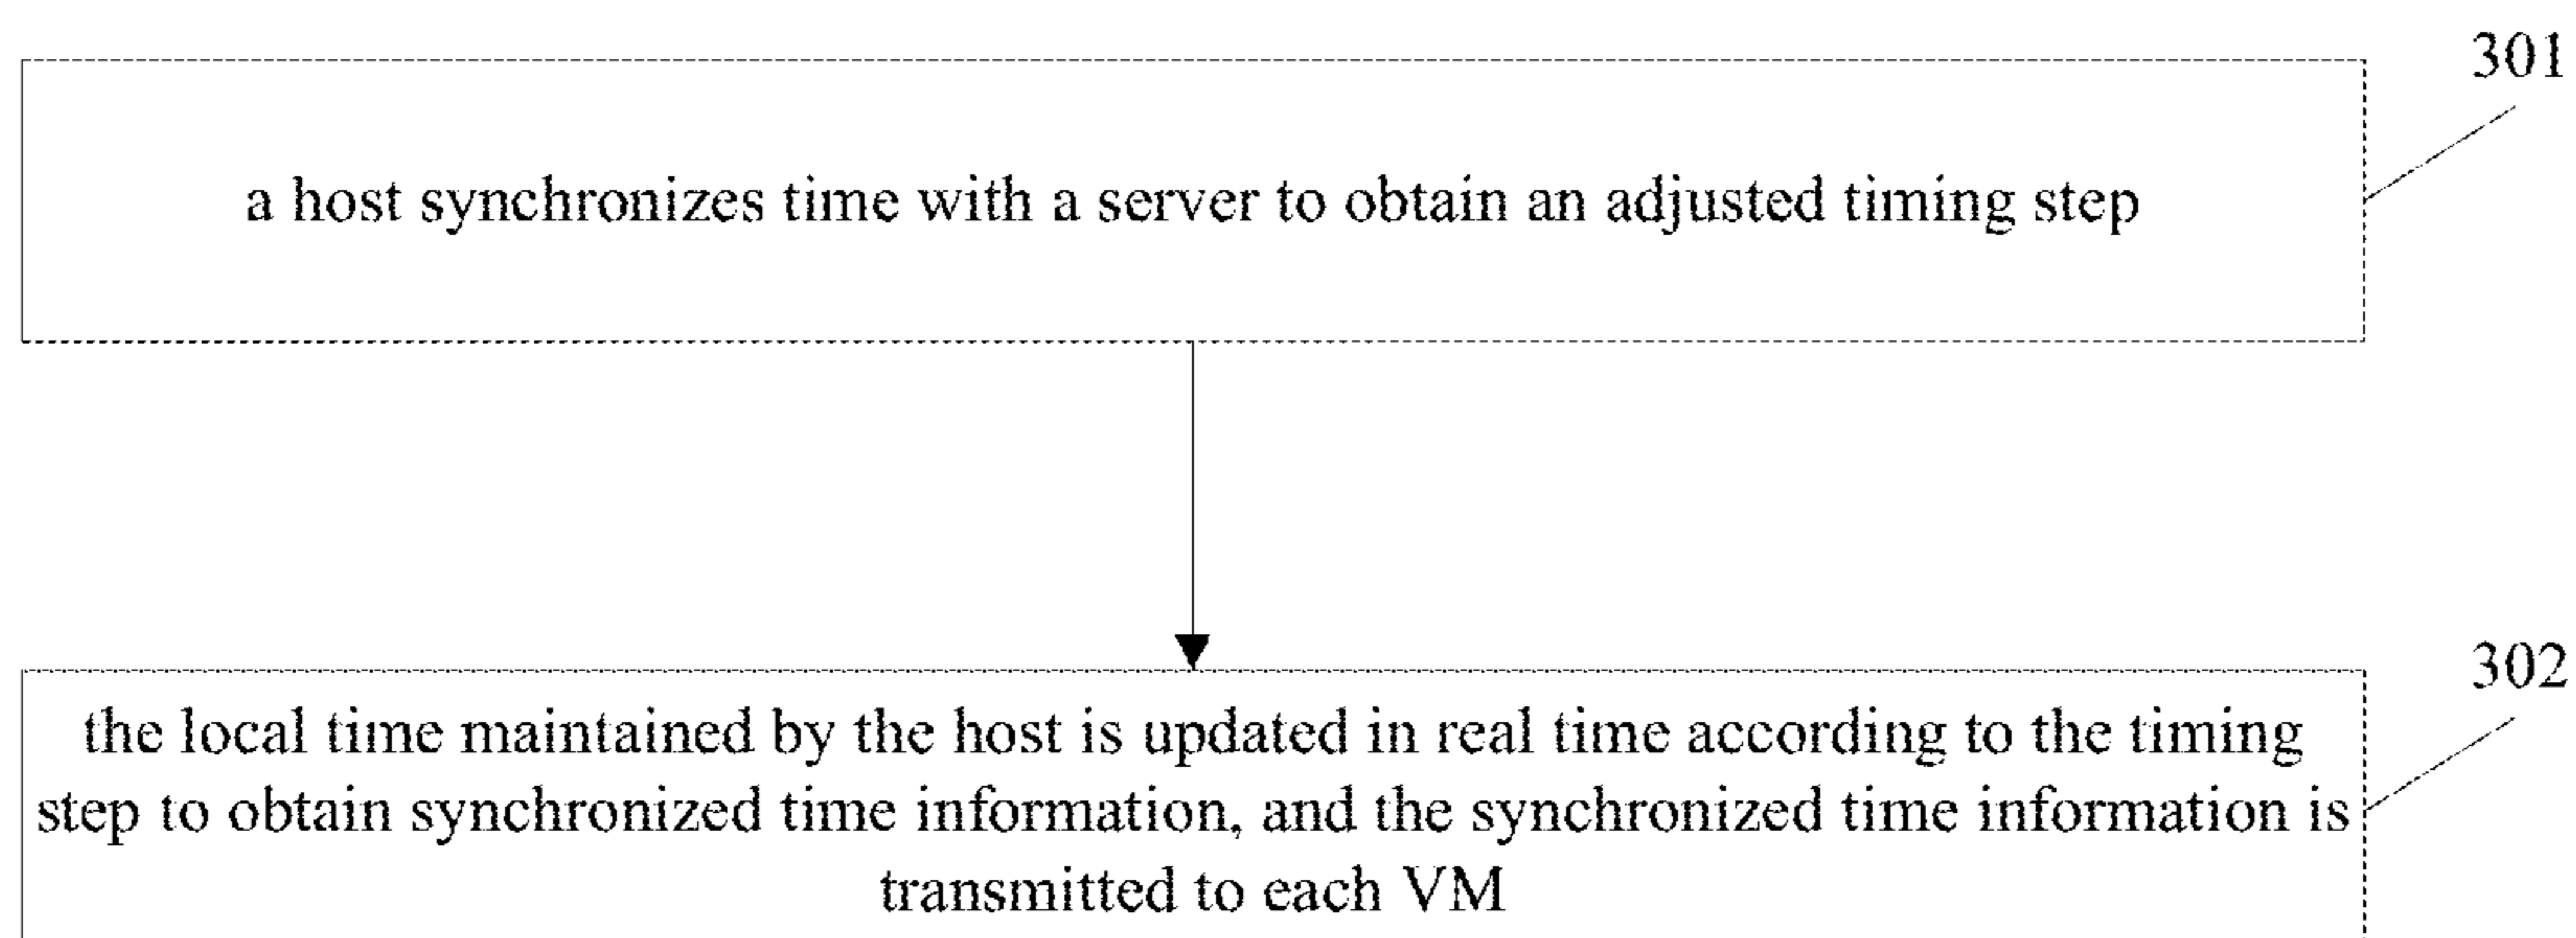 301
a host synchronizes time with a server to obtain an adjusted timing step
302
the local time maintained by the host is updated in real time according to the timing
step to obtain synchronized time information, and the synchronized time information is
transmitted to each VM